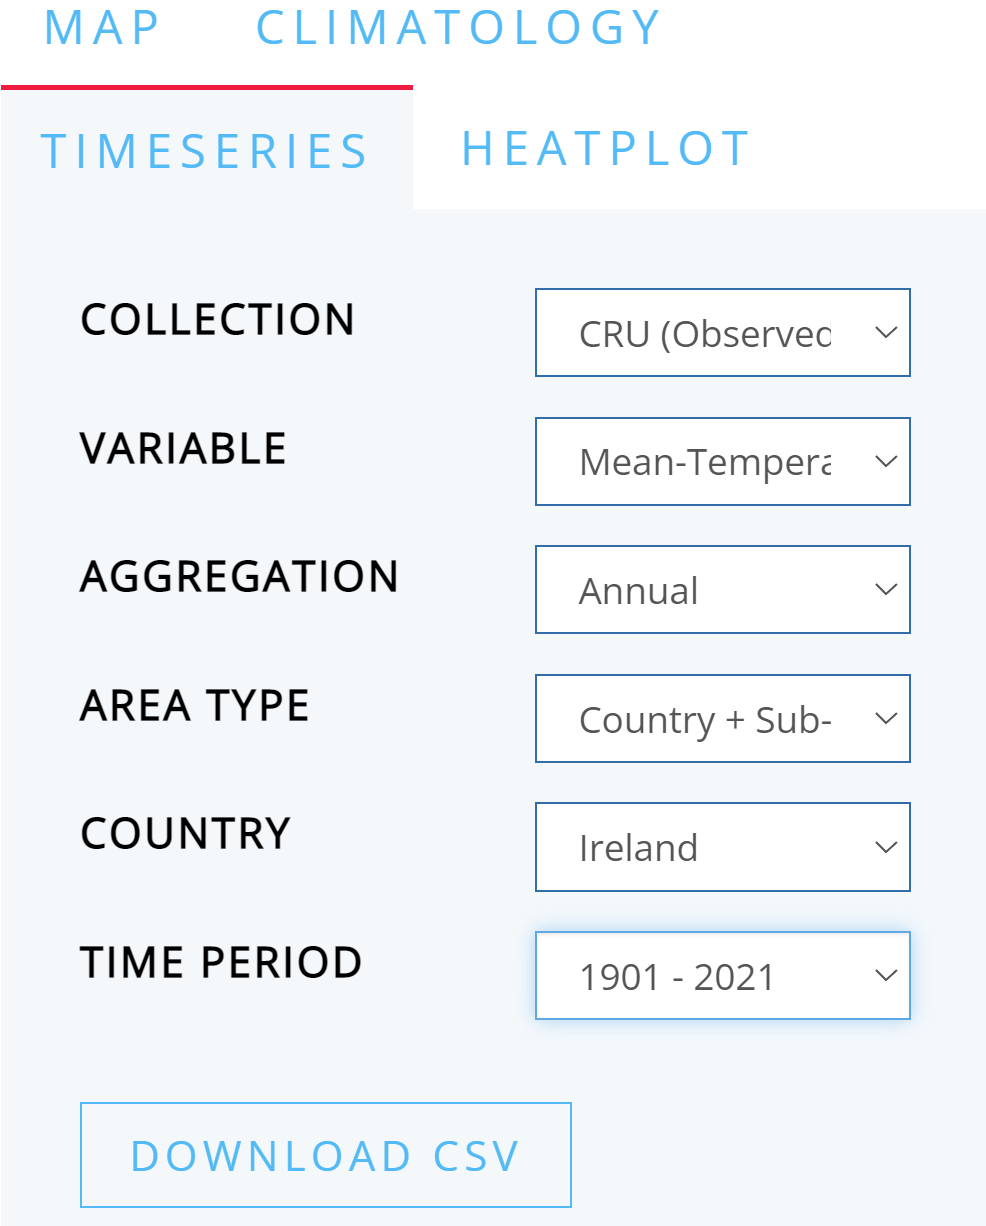 MAP CLIMATOLOGY
TIMESERIES HEATPLOT
COLLECTION CRU (Observed
VARIABLE Mean-Tempera
AGGREGATION Annual
AREA TYPE Country + Sub-
COUNTRY Ireland
TIME PERIOD 1901 - 2021
DOWNLOAD CSV